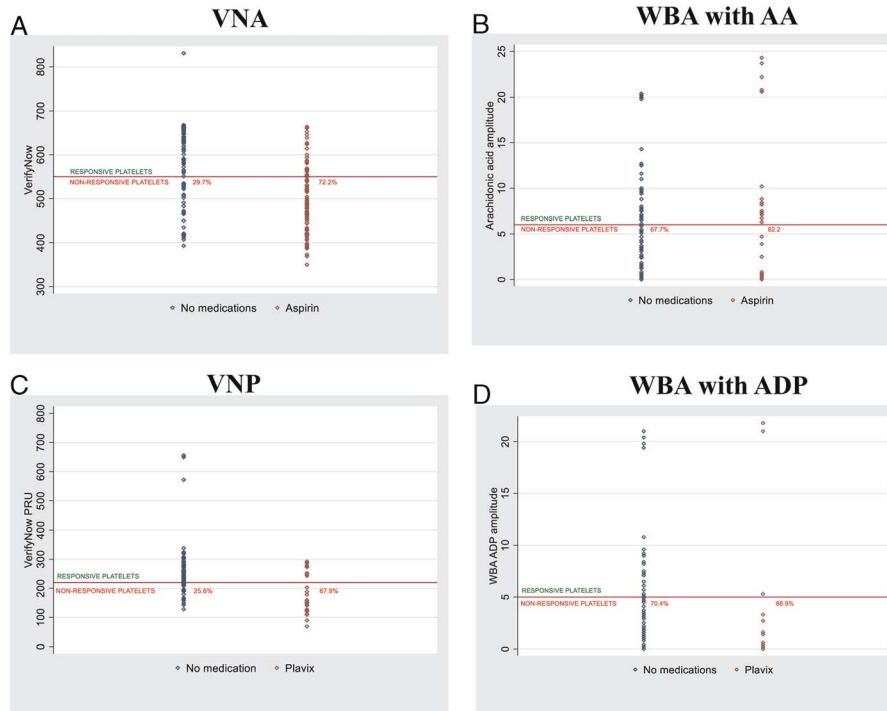 A
VNA
VerifyNow
800
700
600
500
400
300
RESPONSIVE PLATELETS
NON-RESPONSIVE PLATELETS 29.7% 72.2%
No medications Aspirin
B
WBA with AA
Arachidonic acid amplitude
25
20
15
10
5
0
RESPONSIVE PLATELETS
NON-RESPONSIVE PLATELETS 67.7% 82.2
No medications Aspirin
C
VNP
VerifyNow PRU
800
700
600
500
400
300
200
100
0
RESPONSIVE PLATELETS
NON-RESPONSIVE PLATELETS 25.6% 67.9%
No medication Plavix
D
WBA with ADP
WBA ADP amplitude
20
15
10
5
0
RESPONSIVE PLATELETS
NON-RESPONSIVE PLATELETS 70.4% 88.9%
No medications Plavix